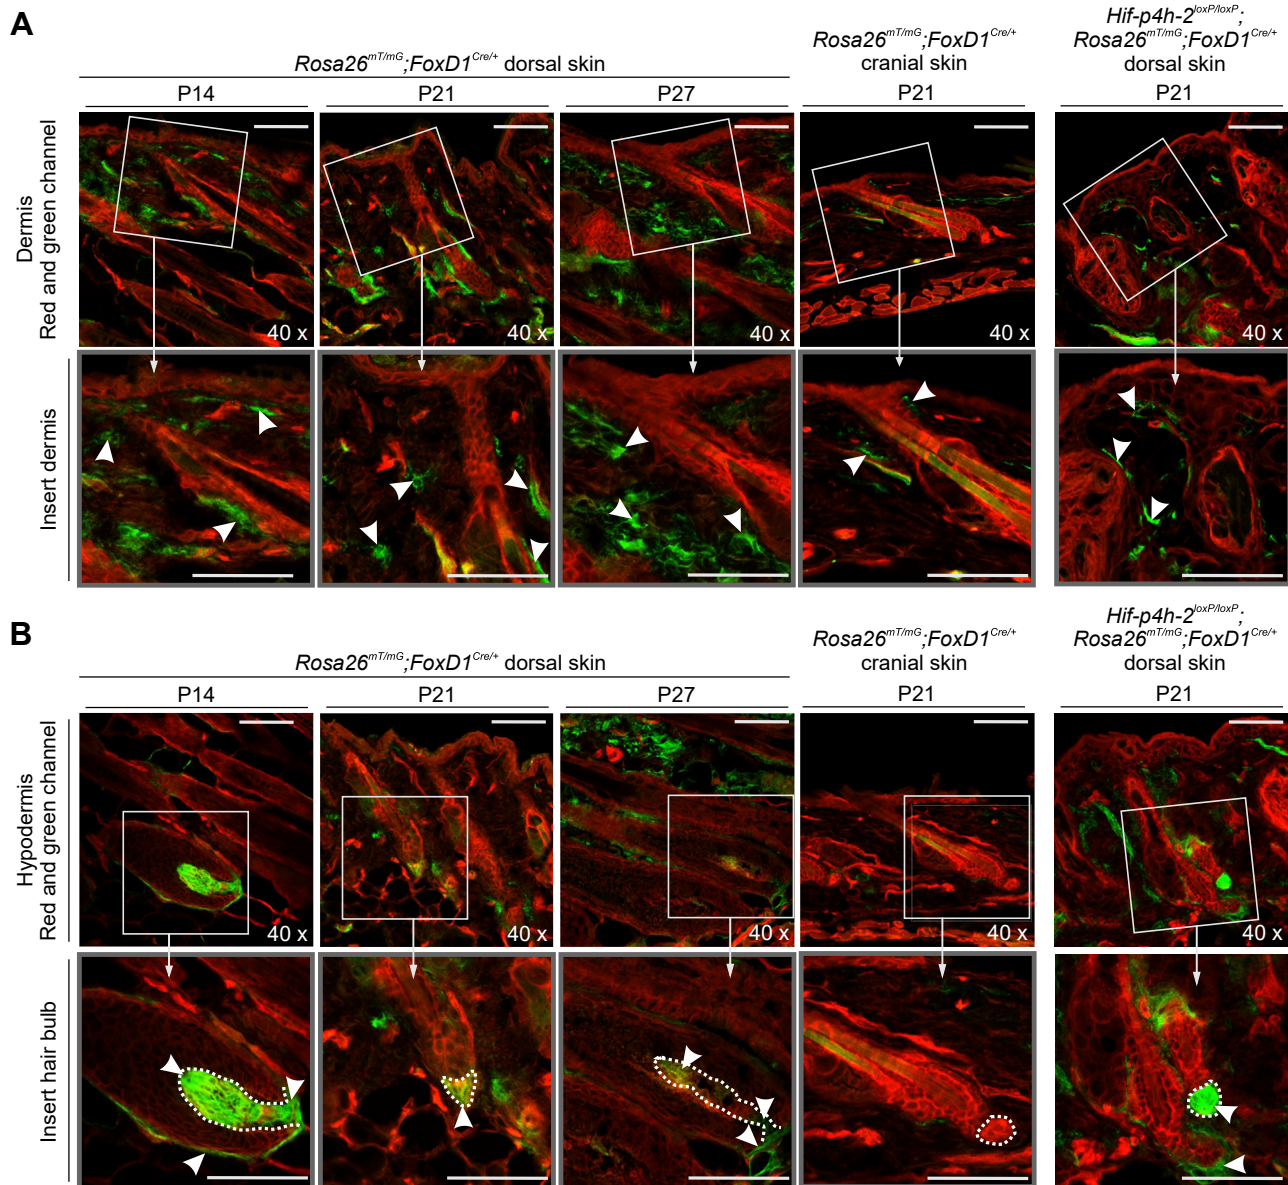 A
Rosa26mT/mG;FoxD1Cre/+ dorsal skin
Rosa26mT/mG;FoxD1Cre/+
cranial skin
Hif-p4h-2loxP/loxP;
Rosa26mT/mG;FoxD1Cre/+
dorsal skin
P14
P21
P27
P21
P21
Dermis
Red and green channel
40 x
40 x
40 x
40 x
40 x
Insert dermis
B
Rosa26mT/mG;FoxD1Cre/+ dorsal skin
Rosa26mT/mG;FoxD1Cre/+
cranial skin
Hif-p4h-2loxP/loxP;
Rosa26mT/mG;FoxD1Cre/+
dorsal skin
P14
P21
P27
P21
P21
Hypodermis
Red and green channel
40 x
40 x
40 x
40 x
40 x
Insert hair bulb